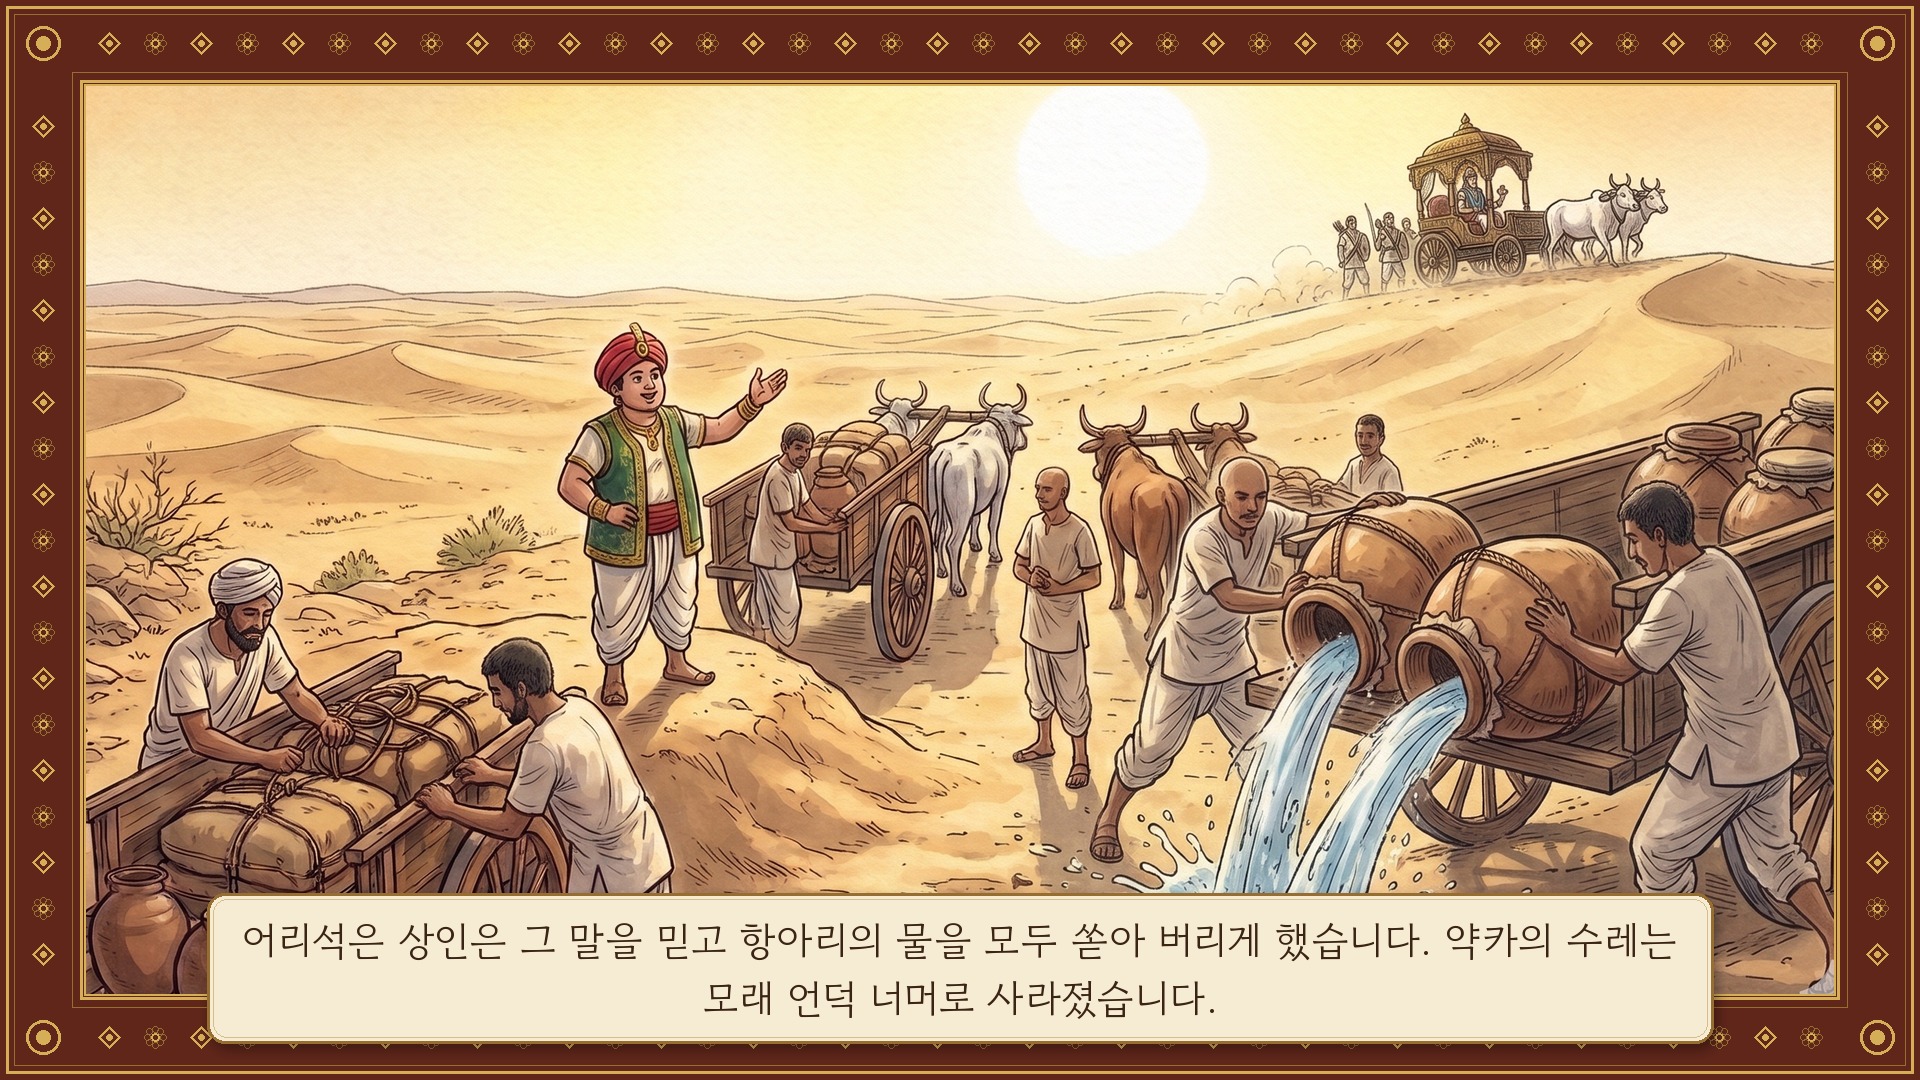 어리석은 상인은 그 말을 믿고 항아리의 물을 모두 쏟아 버리게 했습니다. 약카의 수레는
모래 언덕 너머로 사라졌습니다.